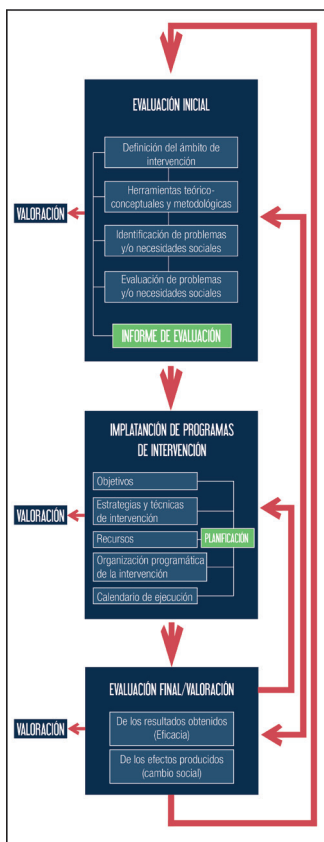 EVALUACIÓN INICIAL
Definición del ámbito de
intervención
Herramientas teórico-
conceptuales y metodológicas
VALORACIÓN
Identificación de problemas
y/o necesidades sociales
Evaluación de problemas
y/o necesidades sociales
INFORME DE EVALUACIÓN
IMPLATANCIÓN DE PROGRAMAS
DE INTERVENCIÓN
Objetivos
Estrategias y técnicas
de intervención
VALORACIÓN
Recursos
PLANIFICACIÓN
Organización programática
de la intervención
Calendario de ejecución
EVALUACIÓN FINAL/VALORACIÓN
De los resultados obtenidos
(Eficacia)
VALORACIÓN
De los efectos producidos
(cambio social)